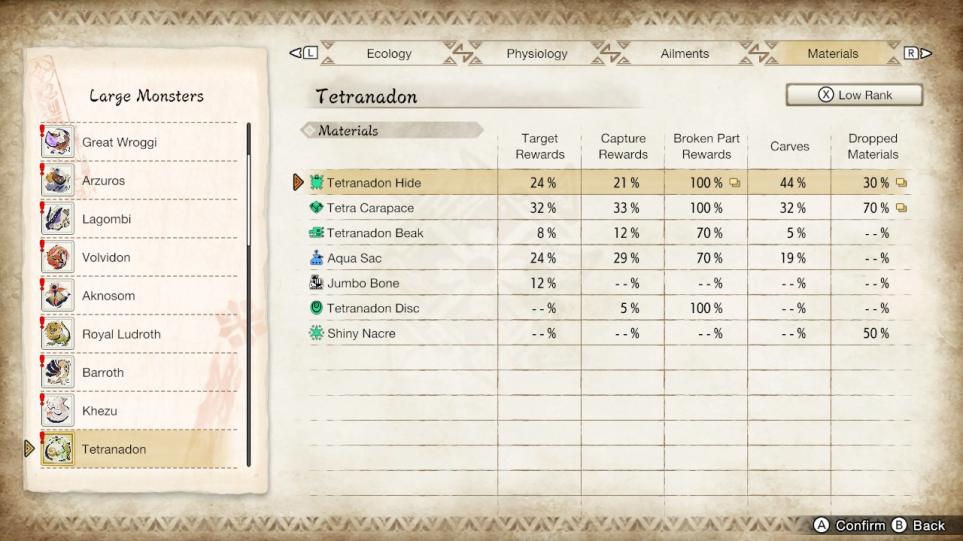 L Ecology Physiology Ailments Materials R
Large Monsters
Great Wroggi
Arzuros
Lagombi
Volvidon
Aknosom
Royal Ludroth
Barroth
Khezu
Tetranadon
Tetranadon
X Low Rank
Materials
Target Rewards Capture Rewards Broken Part Rewards Carves Dropped Materials
Tetranadon Hide 24 % 21 % 100 % 44 % 30 %
Tetra Carapace 32 % 33 % 100 % 32 % 70 %
Tetranadon Beak 8 % 12 % 70 % 5 % - - %
Aqua Sac 24 % 29 % 70 % 19 % - - %
Jumbo Bone 12 % - - % - - % - - % - - %
Tetranadon Disc - - % 5 % 100 % - - % - - %
Shiny Nacre - - % - - % - - % - - % 50 %
A Confirm B Back